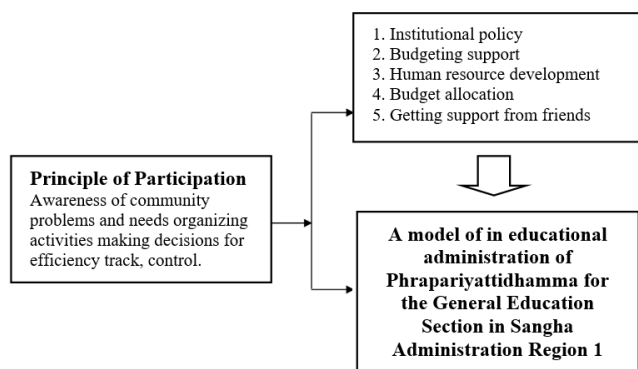 1. Institutional policy
2. Budgeting support
3. Human resource development
4. Budget allocation
5. Getting support from friends
Principle of Participation
Awareness of community
problems and needs organizing
activities making decisions for
efficiency track, control.
A model of in educational
administration of
Phrapariyattidhamma for
the General Education
Section in Sangha
Administration Region 1